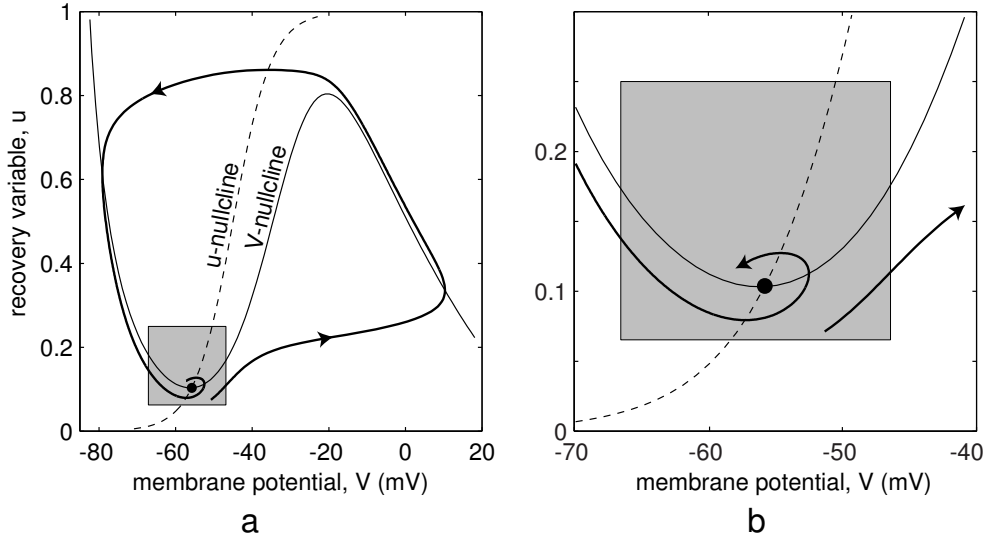 1
0.8
0.6
0.4
0.2
0
recovery variable, u
u-nullcline
V-nullcline
-80
-60
-40
-20
0
20
membrane potential, V (mV)
a
0.2
0.1
0
-70
-60
-50
-40
membrane potential, V (mV)
b